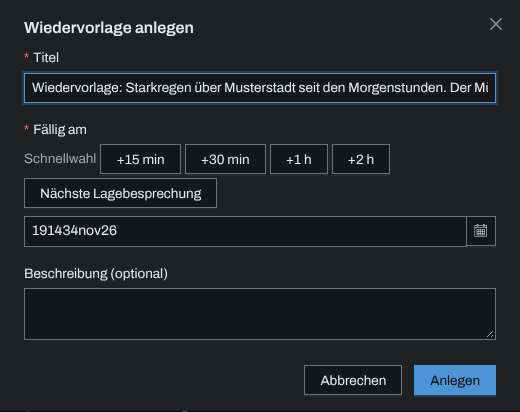 Wiedervorlage anlegen
* Titel
Wiedervorlage: Starkregen über Musterstadt seit den Morgenstunden. Der
* Fällig am
Schnellwahl +15 min +30 min +1 h +2 h
Nächste Lagebesprechung
191434nov26
Beschreibung (optional)
Abbrechen Anlegen